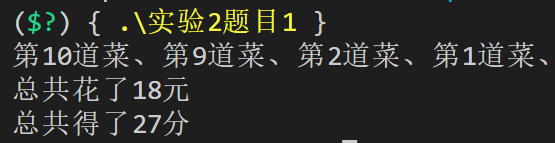 ($?) { .\实验2题目1 }
第10道菜、第9道菜、第2道菜、第1道菜、
总共花了18元
总共得了27分